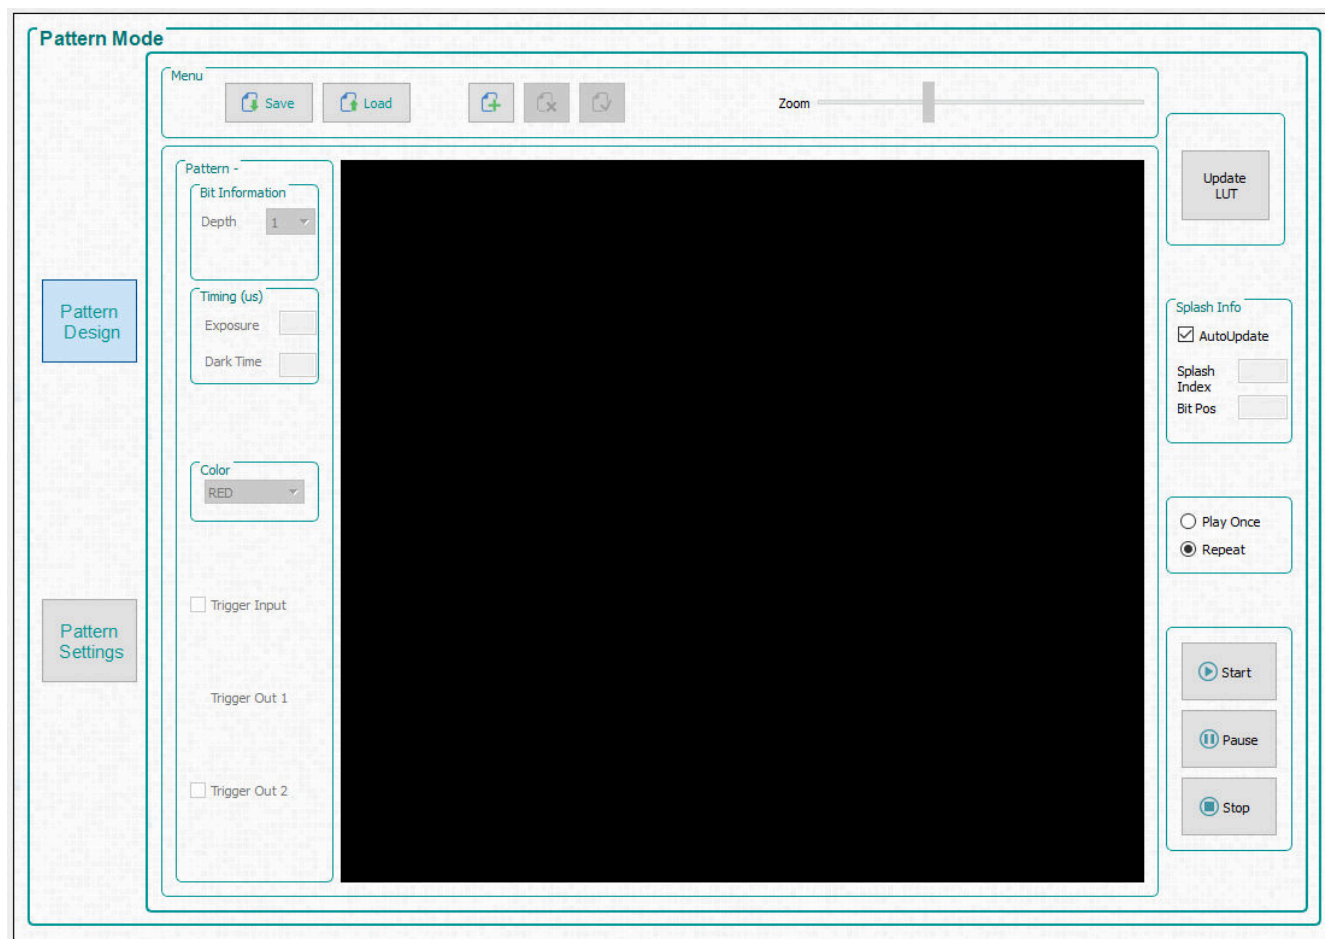 Pattern Mode
Menu
Save
Load
Zoom
Pattern -
Bit Information
Depth
1
Timing (us)
Exposure
Dark Time
Color
RED
Trigger Input
Trigger Out 1
Trigger Out 2
Pattern
Design
Pattern
Settings
Update
LUT
Splash Info
AutoUpdate
Splash
Index
Bit Pos
Play Once
Repeat
Start
Pause
Stop